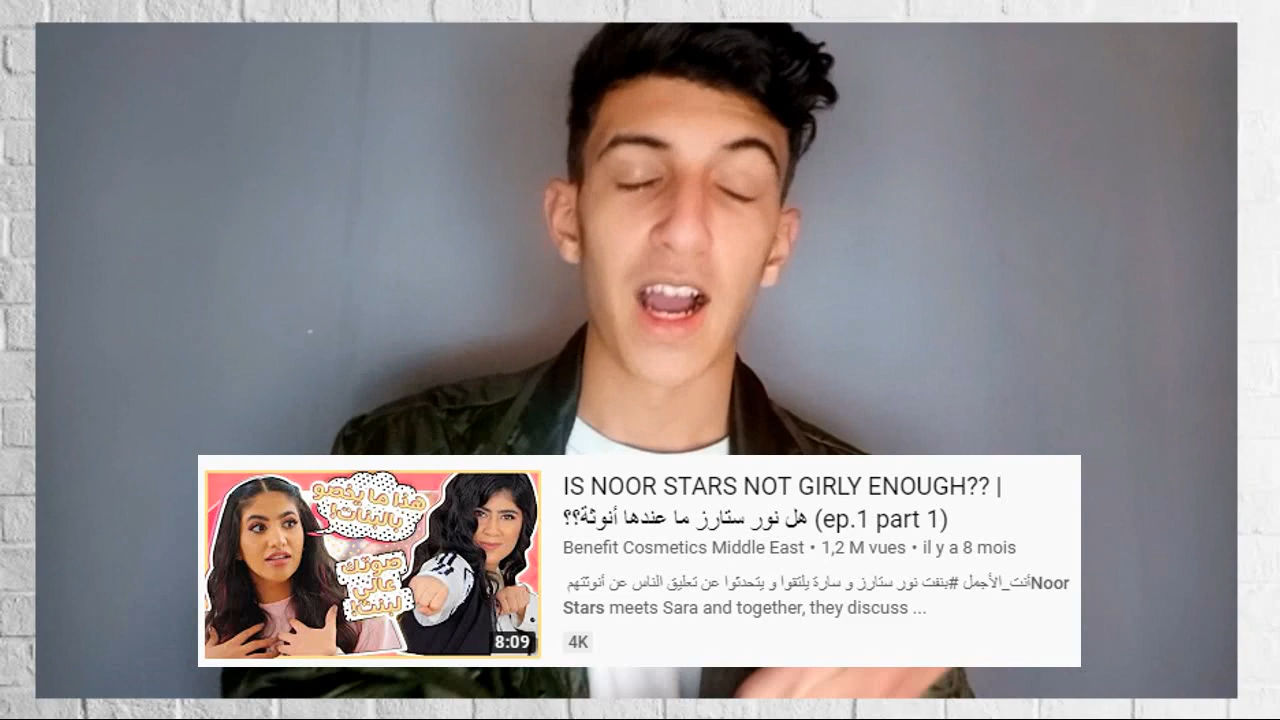 هذا ما يخصو
بالبنات!
صوتك
عالي
لبنت!
8:09
IS NOOR STARS NOT GIRLY ENOUGH?? |
هل نور ستارز ما عندها أنوثة؟؟ (ep.1 part 1)
Benefit Cosmetics Middle East • 1,2 M vues • il y a 8 mois
أنت_الأجمل #بنفت نور ستارز و سارة يلتقوا و يتحدثوا عن تعليق الناس عن أنوثتهم Noor
Stars meets Sara and together, they discuss ...
4K